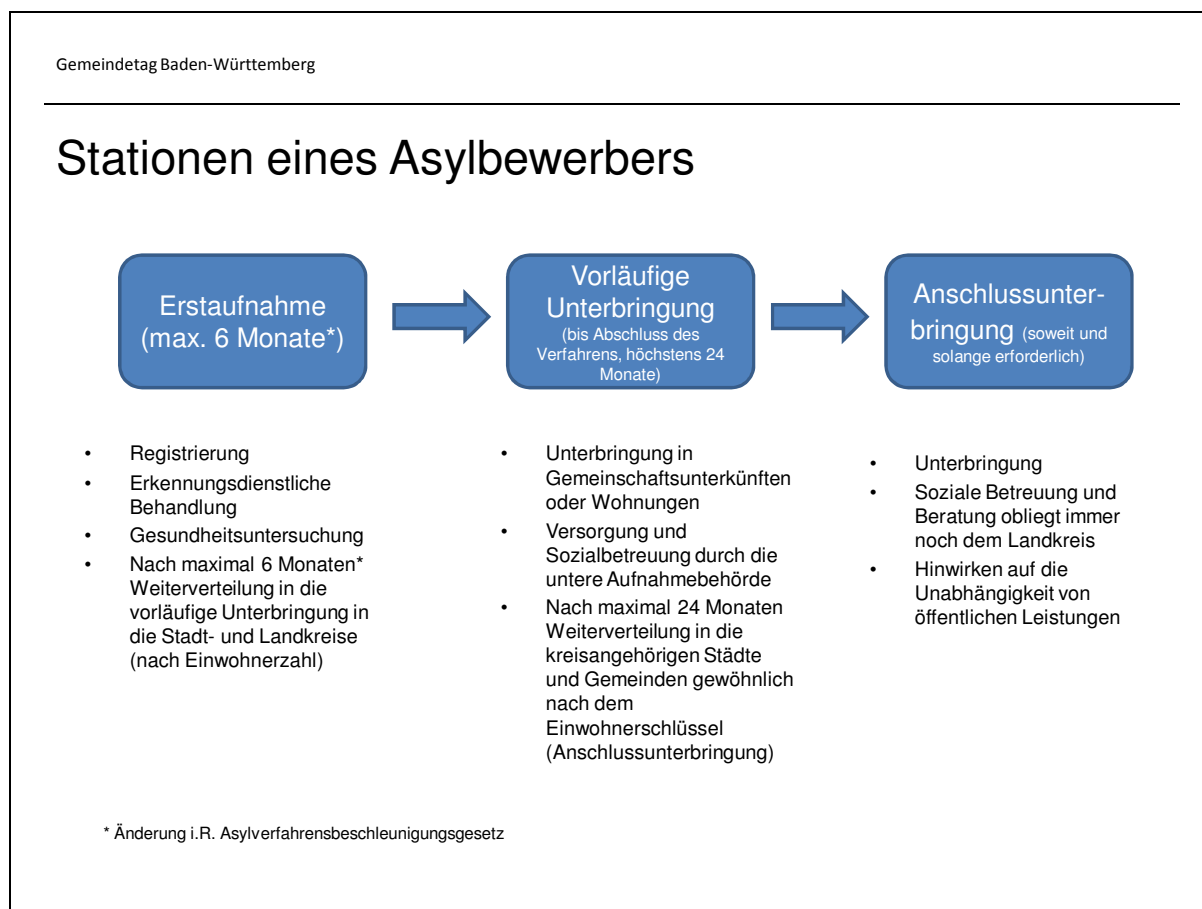 Gemeindetag Baden-Württemberg
Stationen eines Asylbewerbers
Erstaufnahme
(max. 6 Monate*)
Vorläufige
Unterbringung
(bis Abschluss des
Verfahrens, höchstens 24
Monate)
Anschlussunter-
bringung (soweit und
solange erforderlich)
• Registrierung
• Erkennungsdienstliche
Behandlung
• Gesundheitsuntersuchung
• Nach maximal 6 Monaten*
Weiterverteilung in die
vorläufige Unterbringung in
die Stadt- und Landkreise
(nach Einwohnerzahl)
• Unterbringung in
Gemeinschaftsunterkünften
oder Wohnungen
• Versorgung und
Sozialbetreuung durch die
untere Aufnahmebehörde
• Nach maximal 24 Monaten
Weiterverteilung in die
kreisangehörigen Städte
und Gemeinden gewöhnlich
nach dem
Einwohnerschlüssel
(Anschlussunterbringung)
• Unterbringung
• Soziale Betreuung und
Beratung obliegt immer
noch dem Landkreis
• Hinwirken auf die
Unabhängigkeit von
öffentlichen Leistungen
* Änderung i.R. Asylverfahrensbeschleunigungsgesetz